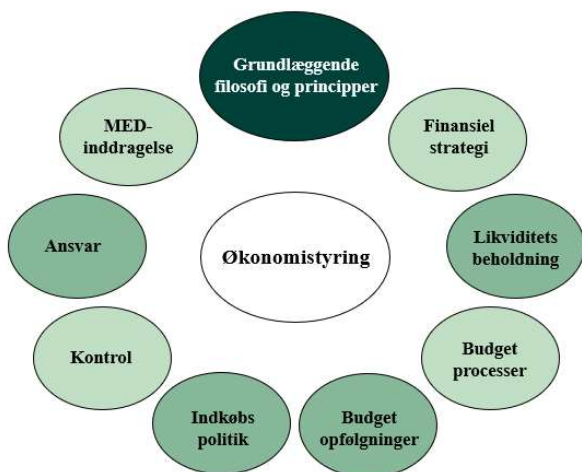 Grundlæggende
filosofi og principper
MED-
inddragelse
Finansiel
strategi
Ansvar
Likviditets
beholdning
Økonomistyring
Kontrol
Budget
processer
Indkøbs
politik
Budget
opfølgninger